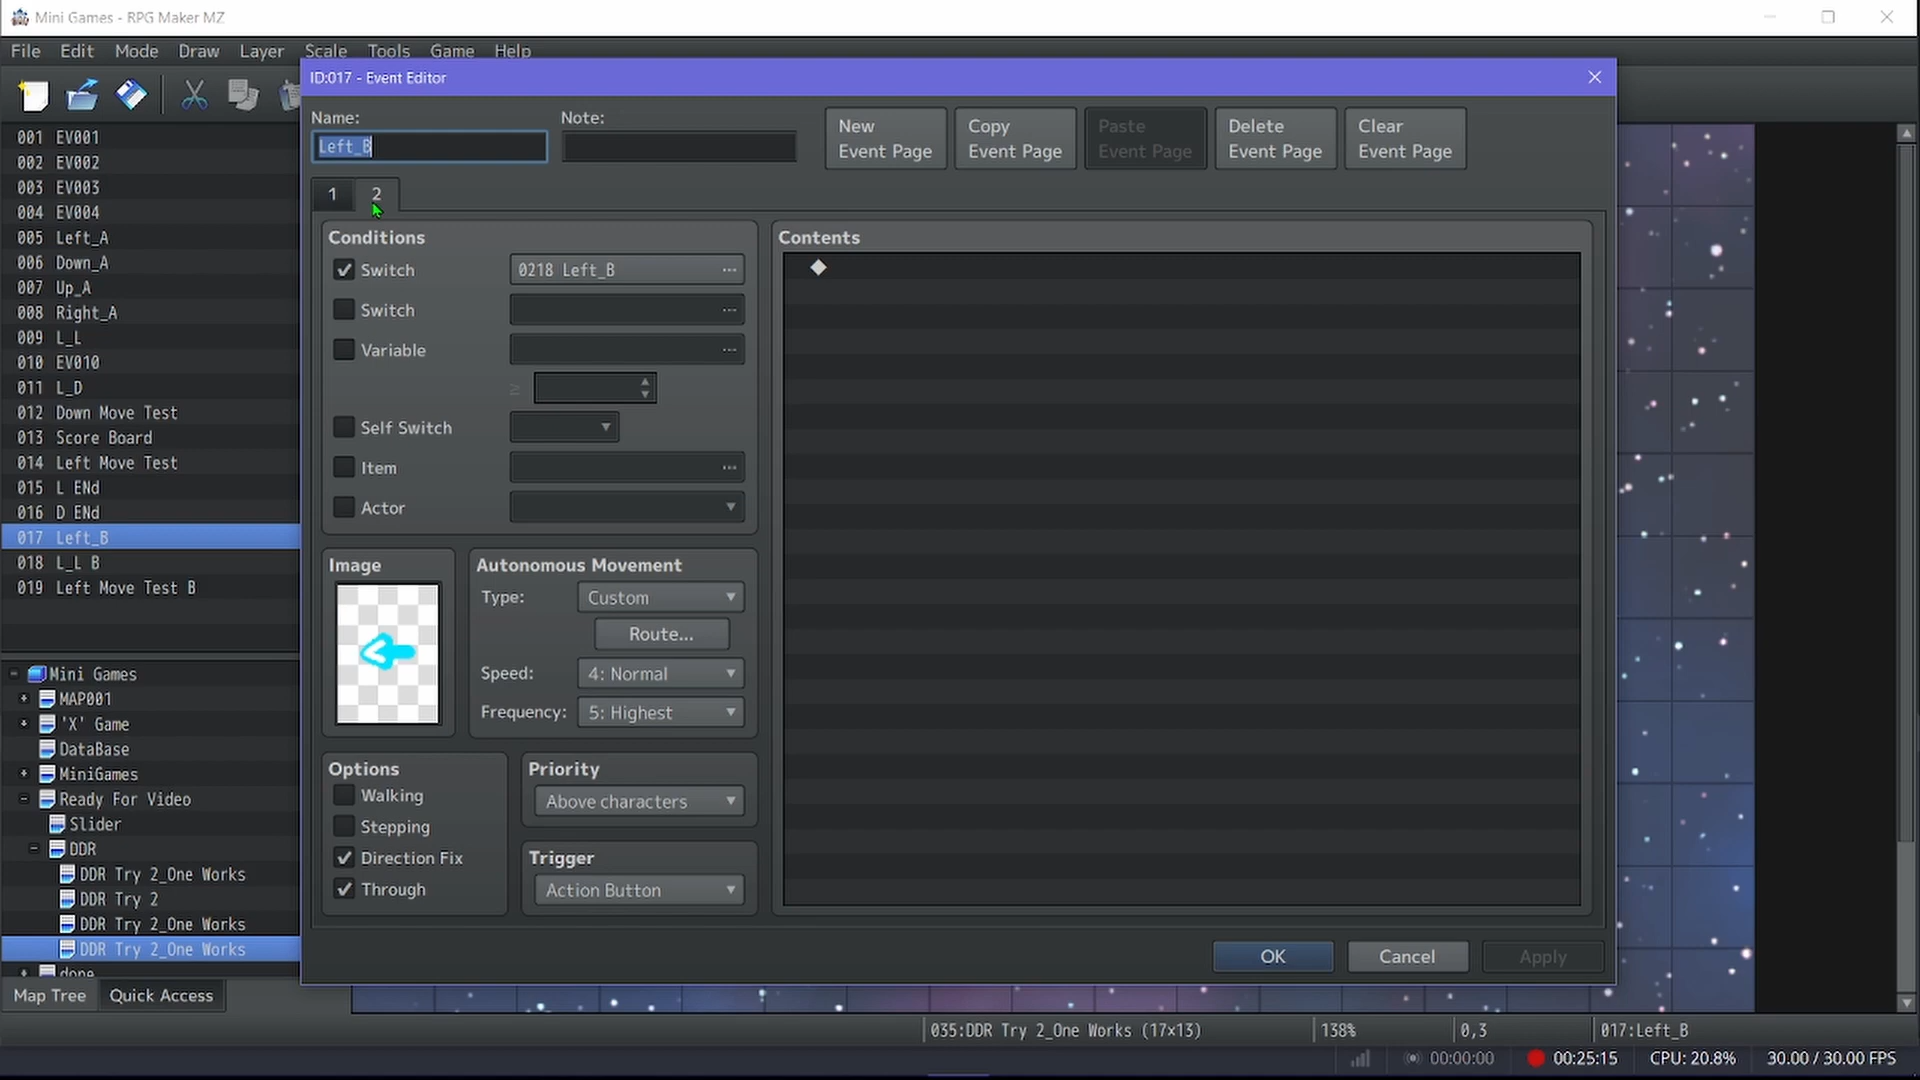 Mini Games - RPG Maker MZ
File Edit Mode Draw Layer Scale Tools Game Help
ID:017 - Event Editor
Name:
Note:
Left_B
New Event Page
Copy Event Page
Paste Event Page
Delete Event Page
Clear Event Page
1 2
Conditions
Switch 0218 Left_B ...
Switch ...
Variable ...
≥
Self Switch
Item ...
Actor
Image
Autonomous Movement
Type: Custom
Route...
Speed: 4: Normal
Frequency: 5: Highest
Options
Walking
Stepping
Direction Fix
Through
Priority
Above characters
Trigger
Action Button
Contents
OK Cancel Apply
001 EV001
002 EV002
003 EV003
004 EV004
005 Left_A
006 Down_A
007 Up_A
008 Right_A
009 L_L
010 EV010
011 L_D
012 Down Move Test
013 Score Board
014 Left Move Test
015 L ENd
016 D ENd
017 Left_B
018 L_L B
019 Left Move Test B
Mini Games
MAP001
'X' Game
DataBase
MiniGames
Ready For Video
Slider
DDR
DDR Try 2_One Works
DDR Try 2
DDR Try 2_One Works
DDR Try 2_One Works
done
Map Tree Quick Access
035:DDR Try 2_One Works (17×13) 138% 0,3 017:Left_B
00:00:00 00:25:15 CPU: 20.8% 30.00 / 30.00 FPS